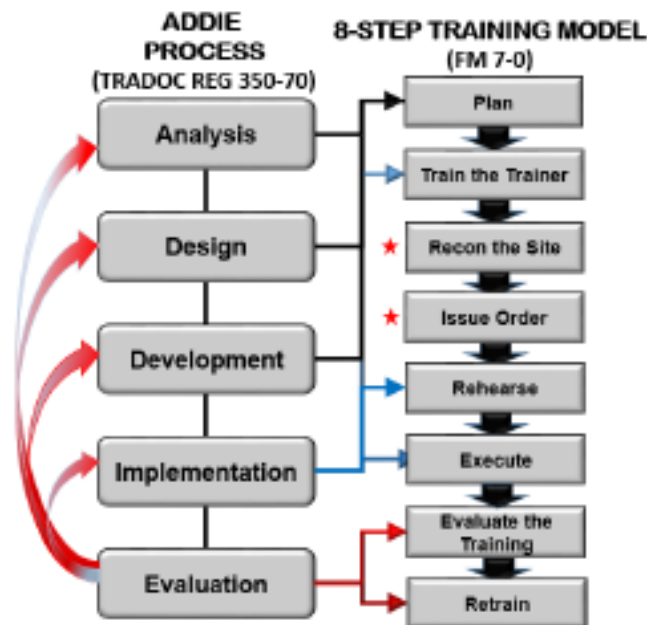 ADDIE
PROCESS
(TRADOC REG 350-70)
Analysis
Design
Development
Implementation
Evaluation
8-STEP TRAINING MODEL
(FM 7-0)
Plan
Train the Trainer
Recon the Site
Issue Order
Rehearse
Execute
Evaluate the
Training
Retrain